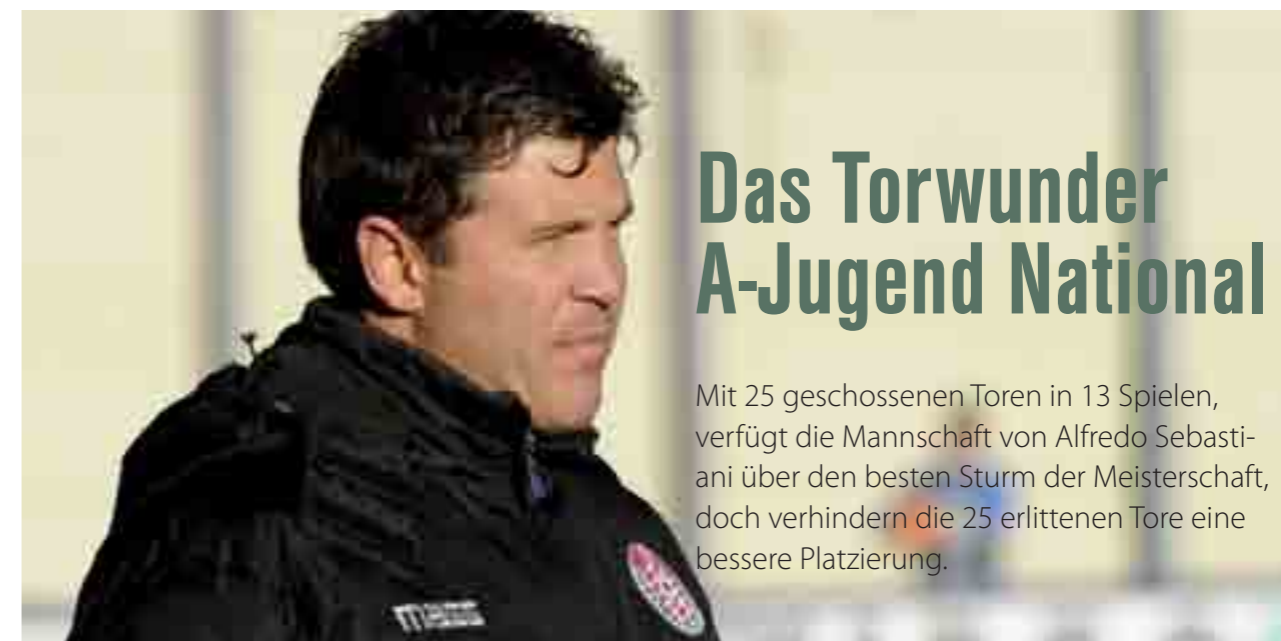 Das Torwunder
A-Jugend National
Mit 25 geschossenen Toren in 13 Spielen,
verfügt die Mannschaft von Alfredo Sebasti-
ani über den besten Sturm der Meisterschaft,
doch verhindern die 25 erlittenen Tore eine
bessere Platzierung.